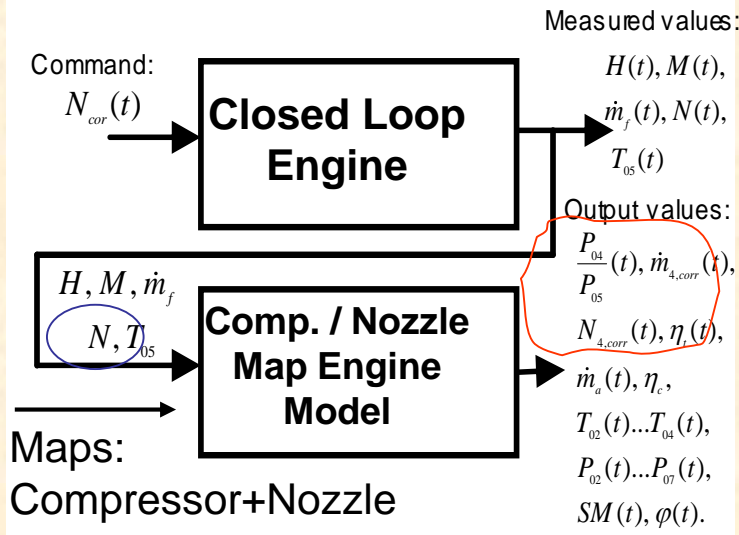 Measured values:
Command:
N_cor(t)
Closed Loop
Engine
H(t), M(t),
ṁ_f(t), N(t),
T_05(t)
Output values:
P_04/P_05 (t), ṁ_4,corr(t),
N_4,corr(t), η_t(t),
ṁ_a(t), η_c,
T_02(t)...T_04(t),
P_02(t)...P_07(t),
SM(t), φ(t).
H, M, ṁ_f
N, T_05
Comp. / Nozzle
Map Engine
Model
Maps:
Compressor+Nozzle